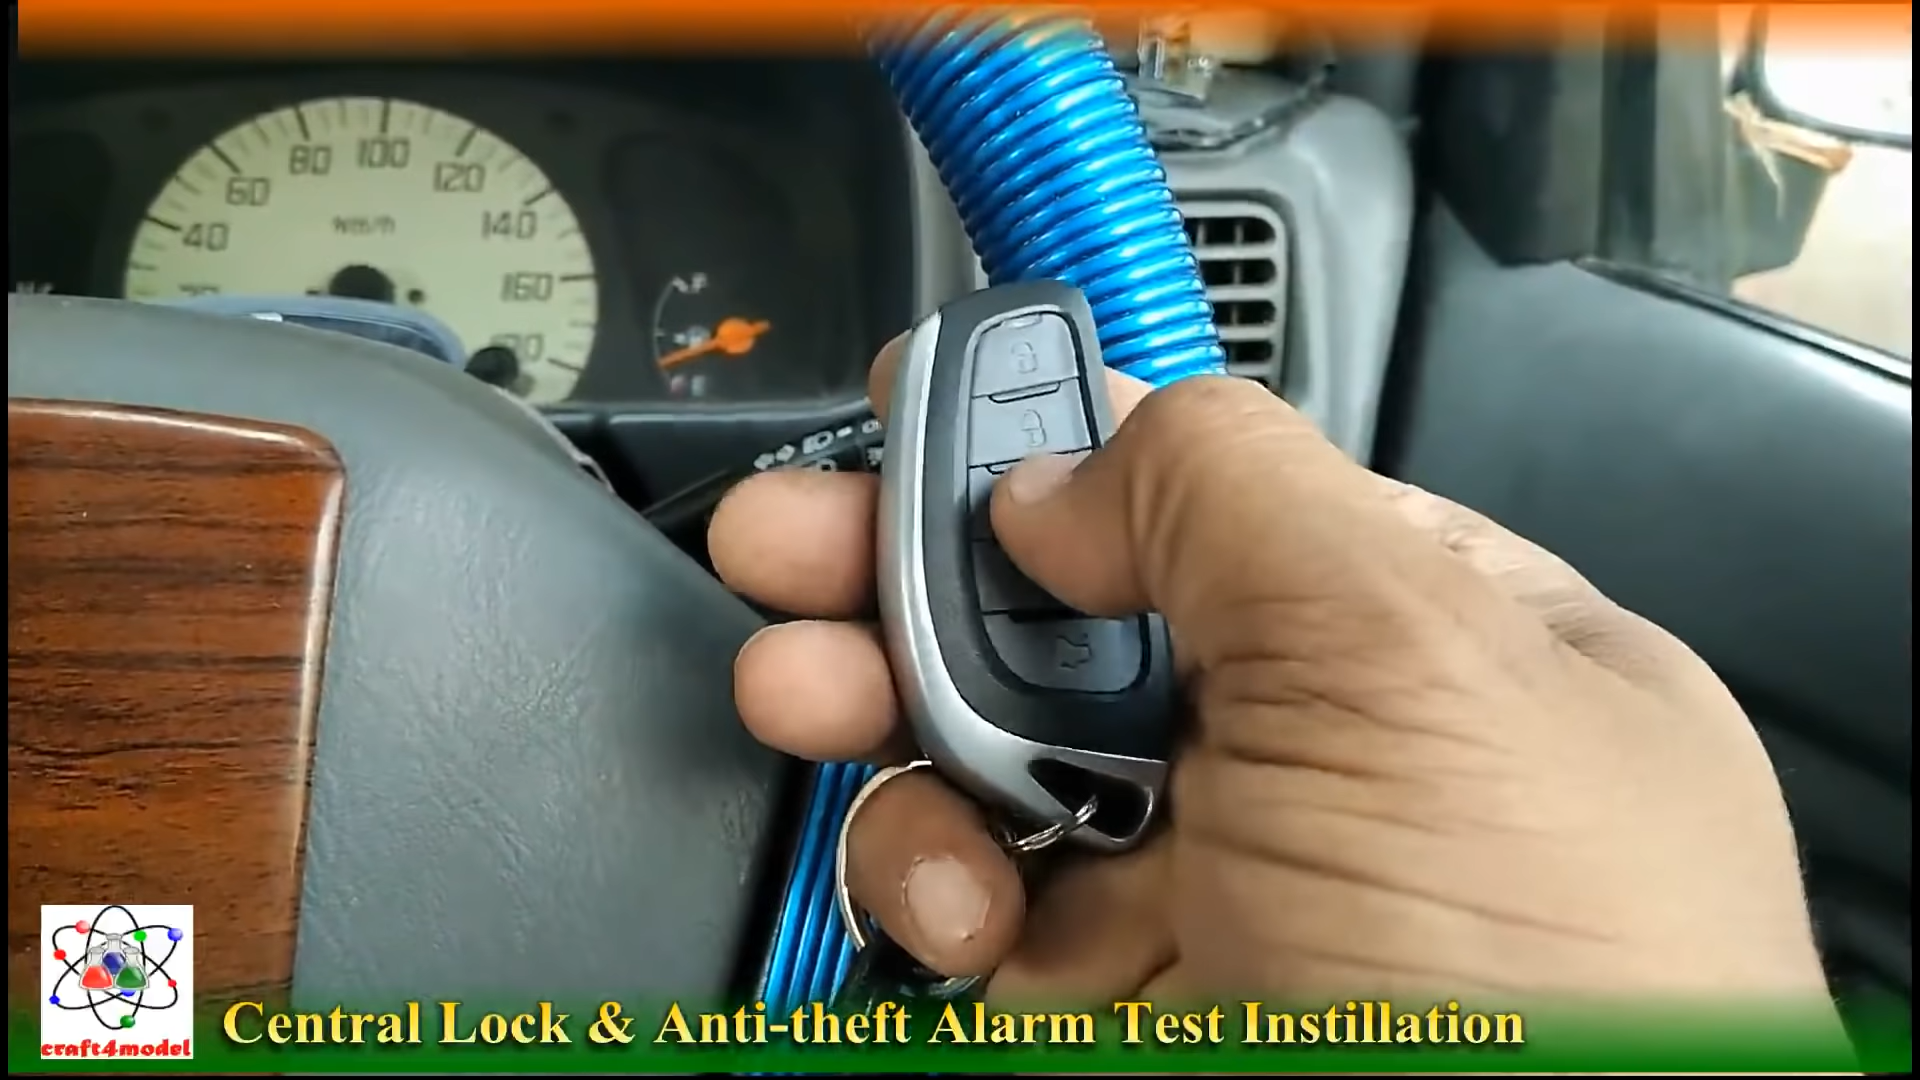 80 100 120
60 140
40 Km/h
160
F
E
craft4model
Central Lock & Anti-theft Alarm Test Instillation